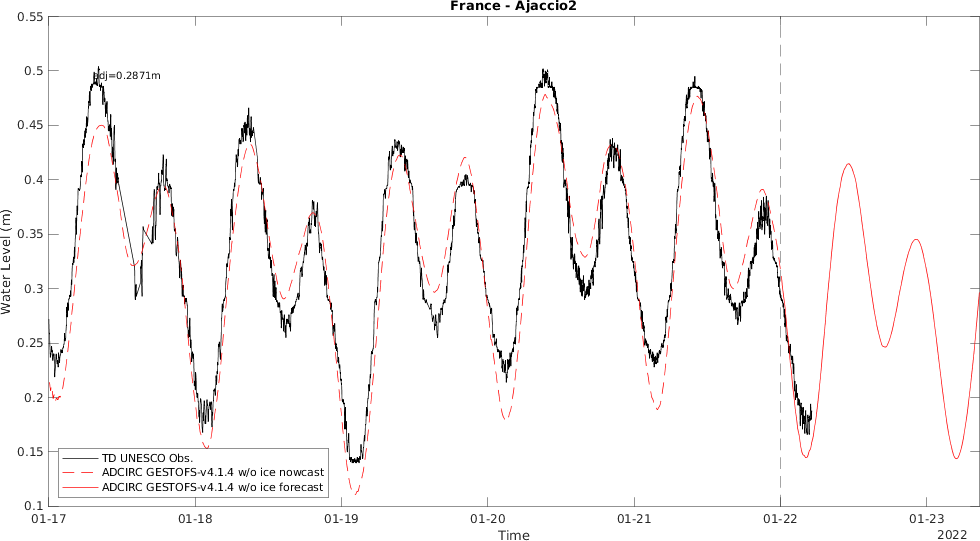 France - Ajaccio2
0.55
0.5
0.45
0.4
0.35
0.3
0.25
0.2
0.15
0.1
Water Level (m)
adj=0.2871m
TD UNESCO Obs.
ADCIRC GESTOFS-v4.1.4 w/o ice nowcast
ADCIRC GESTOFS-v4.1.4 w/o ice forecast
01-17
01-18
01-19
01-20
01-21
01-22
01-23
Time
2022